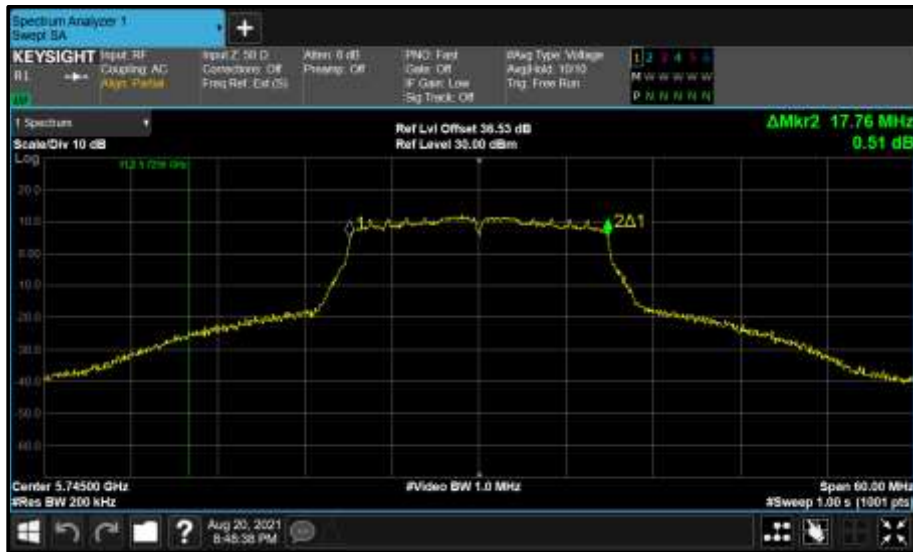 Spectrum Analyzer 1
Swept SA
+
KEYSIGHT
Input: RF
Coupling: AC
Align: Partial
Input Z: 50 Ω
Corrections: Off
Freq Ref: Ext (S)
Atten: 6 dB
Preamp: Off
PNO: Fast
Gate: Off
IF Gain: Low
Sig Track: Off
#Avg Type: Voltage
Avg|Hold: 10/10
Trig: Free Run
1 2 3 4 5 6
M W W W W W
P N N N N N
1 Spectrum
Scale/Div 10 dB
Log
Ref Lvl Offset 36.53 dB
Ref Level 30.00 dBm
ΔMkr2 17.76 MHz
0.51 dB
20.0
10.0
0.00
-10.0
-20.0
-30.0
-40.0
-50.0
-60.0
1
2Δ1
Center 5.74500 GHz
#Res BW 200 kHz
#Video BW 1.0 MHz
Span 60.00 MHz
#Sweep 1.00 s (1001 pts)
?
Aug 20, 2021
8:48:38 PM